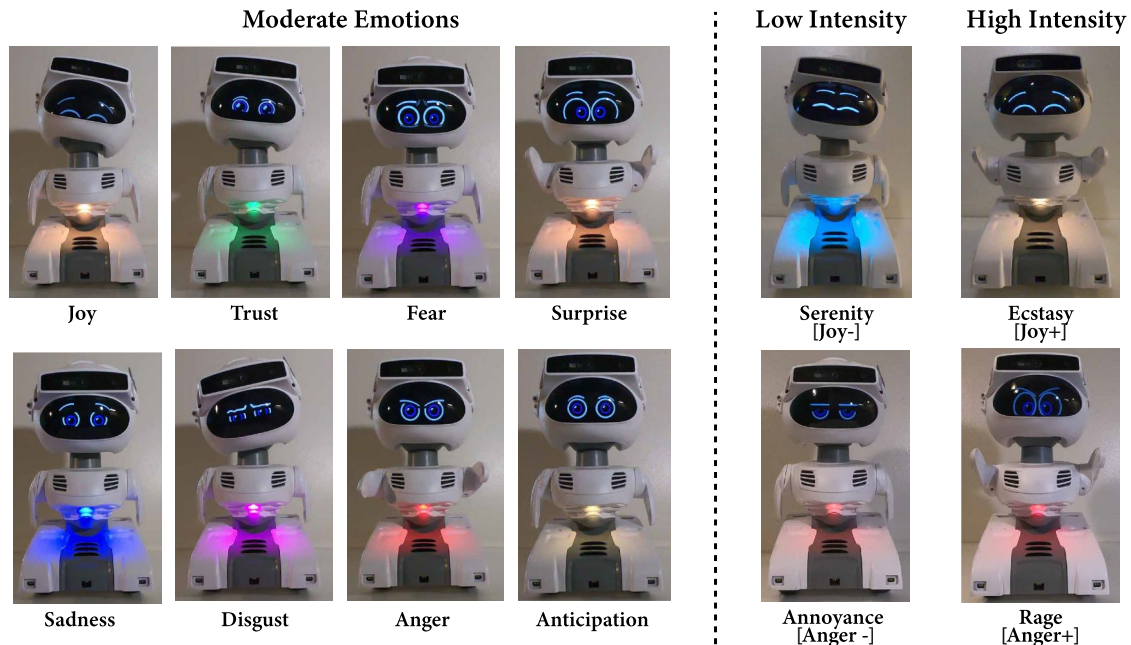 Moderate Emotions
Low Intensity
High Intensity
Joy
Trust
Fear
Surprise
Serenity
[Joy-]
Ecstasy
[Joy+]
Sadness
Disgust
Anger
Anticipation
Annoyance
[Anger -]
Rage
[Anger+]